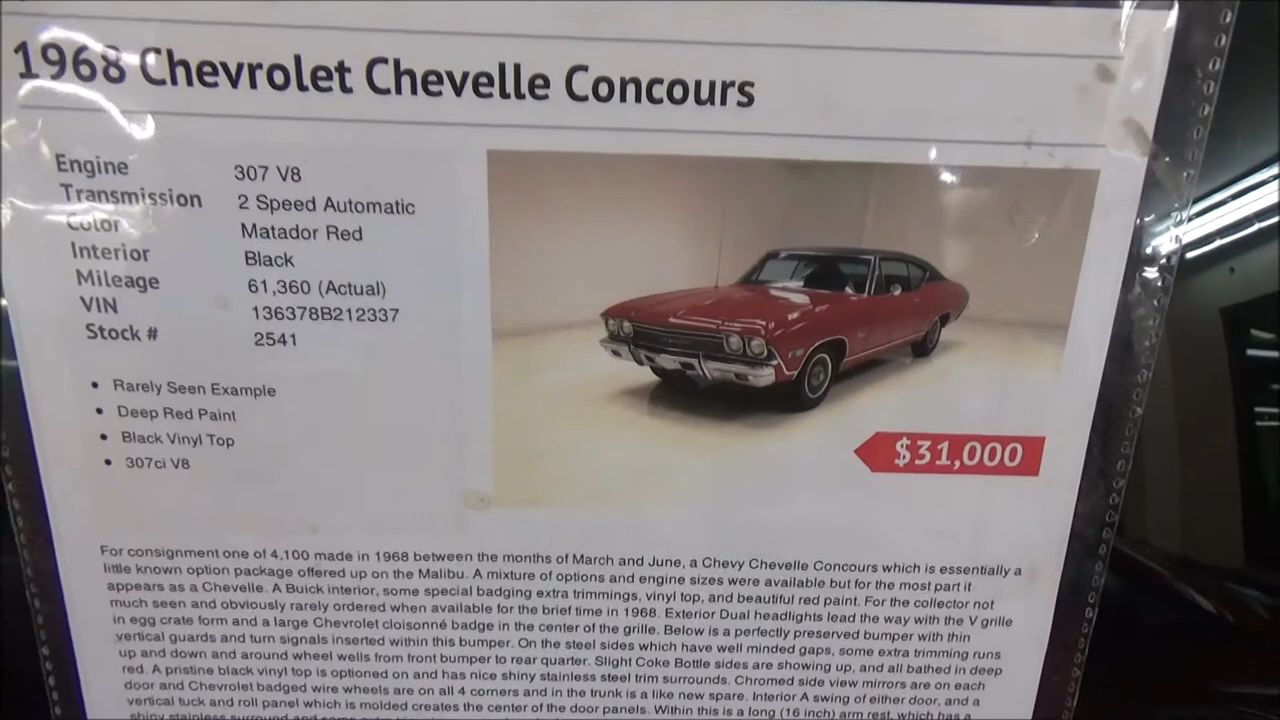 1968 Chevrolet Chevelle Concours
Engine 307 V8
Transmission 2 Speed Automatic
Color Matador Red
Interior Black
Mileage 61,360 (Actual)
VIN 136378B212337
Stock # 2541
• Rarely Seen Example
• Deep Red Paint
• Black Vinyl Top
• 307ci V8
$31,000
For consignment one of 4,100 made in 1968 between the months of March and June, a Chevy Chevelle Concours which is essentially a
little known option package offered up on the Malibu. A mixture of options and engine sizes were available but for the most part it
appears as a Chevelle. A Buick interior, some special badging extra trimmings, vinyl top, and beautiful red paint. For the collector not
much seen and obviously rarely ordered when available for the brief time in 1968. Exterior Dual headlights lead the way with the V grille
in egg crate form and a large Chevrolet cloisonné badge in the center of the grille. Below is a perfectly preserved bumper with thin
vertical guards and turn signals inserted within this bumper. On the steel sides which have well minded gaps, some extra trimming runs
up and down and around wheel wells from front bumper to rear quarter. Slight Coke Bottle sides are showing up, and all bathed in deep
red. A pristine black vinyl top is optioned on and has nice shiny stainless steel trim surrounds. Chromed side view mirrors are on each
door and Chevrolet badged wire wheels are on all 4 corners and in the trunk is a like new spare. Interior A swing of either door, and a
vertical tuck and roll panel which is molded creates the center of the door panels. Within this is a long (16 inch) arm rest, which has a
shiny stainless surround and some